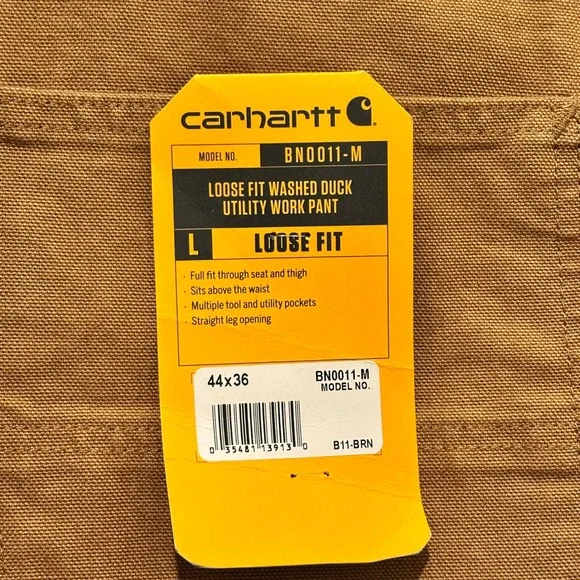 carhartt
MODEL NO. BN0011-M
LOOSE FIT WASHED DUCK
UTILITY WORK PANT
L LOOSE FIT
· Full fit through seat and thigh
· Sits above the waist
· Multiple tool and utility pockets
· Straight leg opening
44x36 BN0011-M
MODEL NO.
0 35481 13913 0 B11-BRN